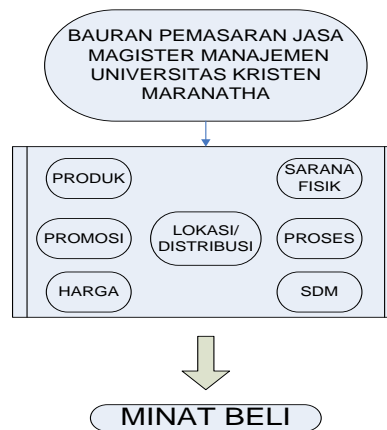 BAURAN PEMASARAN JASA
MAGISTER MANAJEMEN
UNIVERSITAS KRISTEN
MARANATHA
PRODUK
SARANA
FISIK
PROMOSI
LOKASI/
DISTRIBUSI
PROSES
HARGA
SDM
MINAT BELI